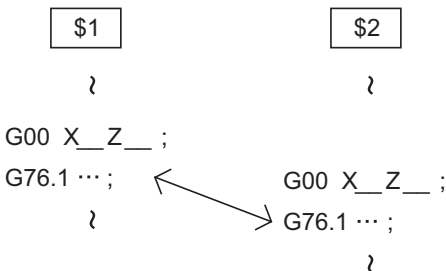 $1
$2
~
~
G00 X__Z__ ;
G76.1 ··· ;
G00 X__Z__ ;
~
G76.1 ··· ;
~